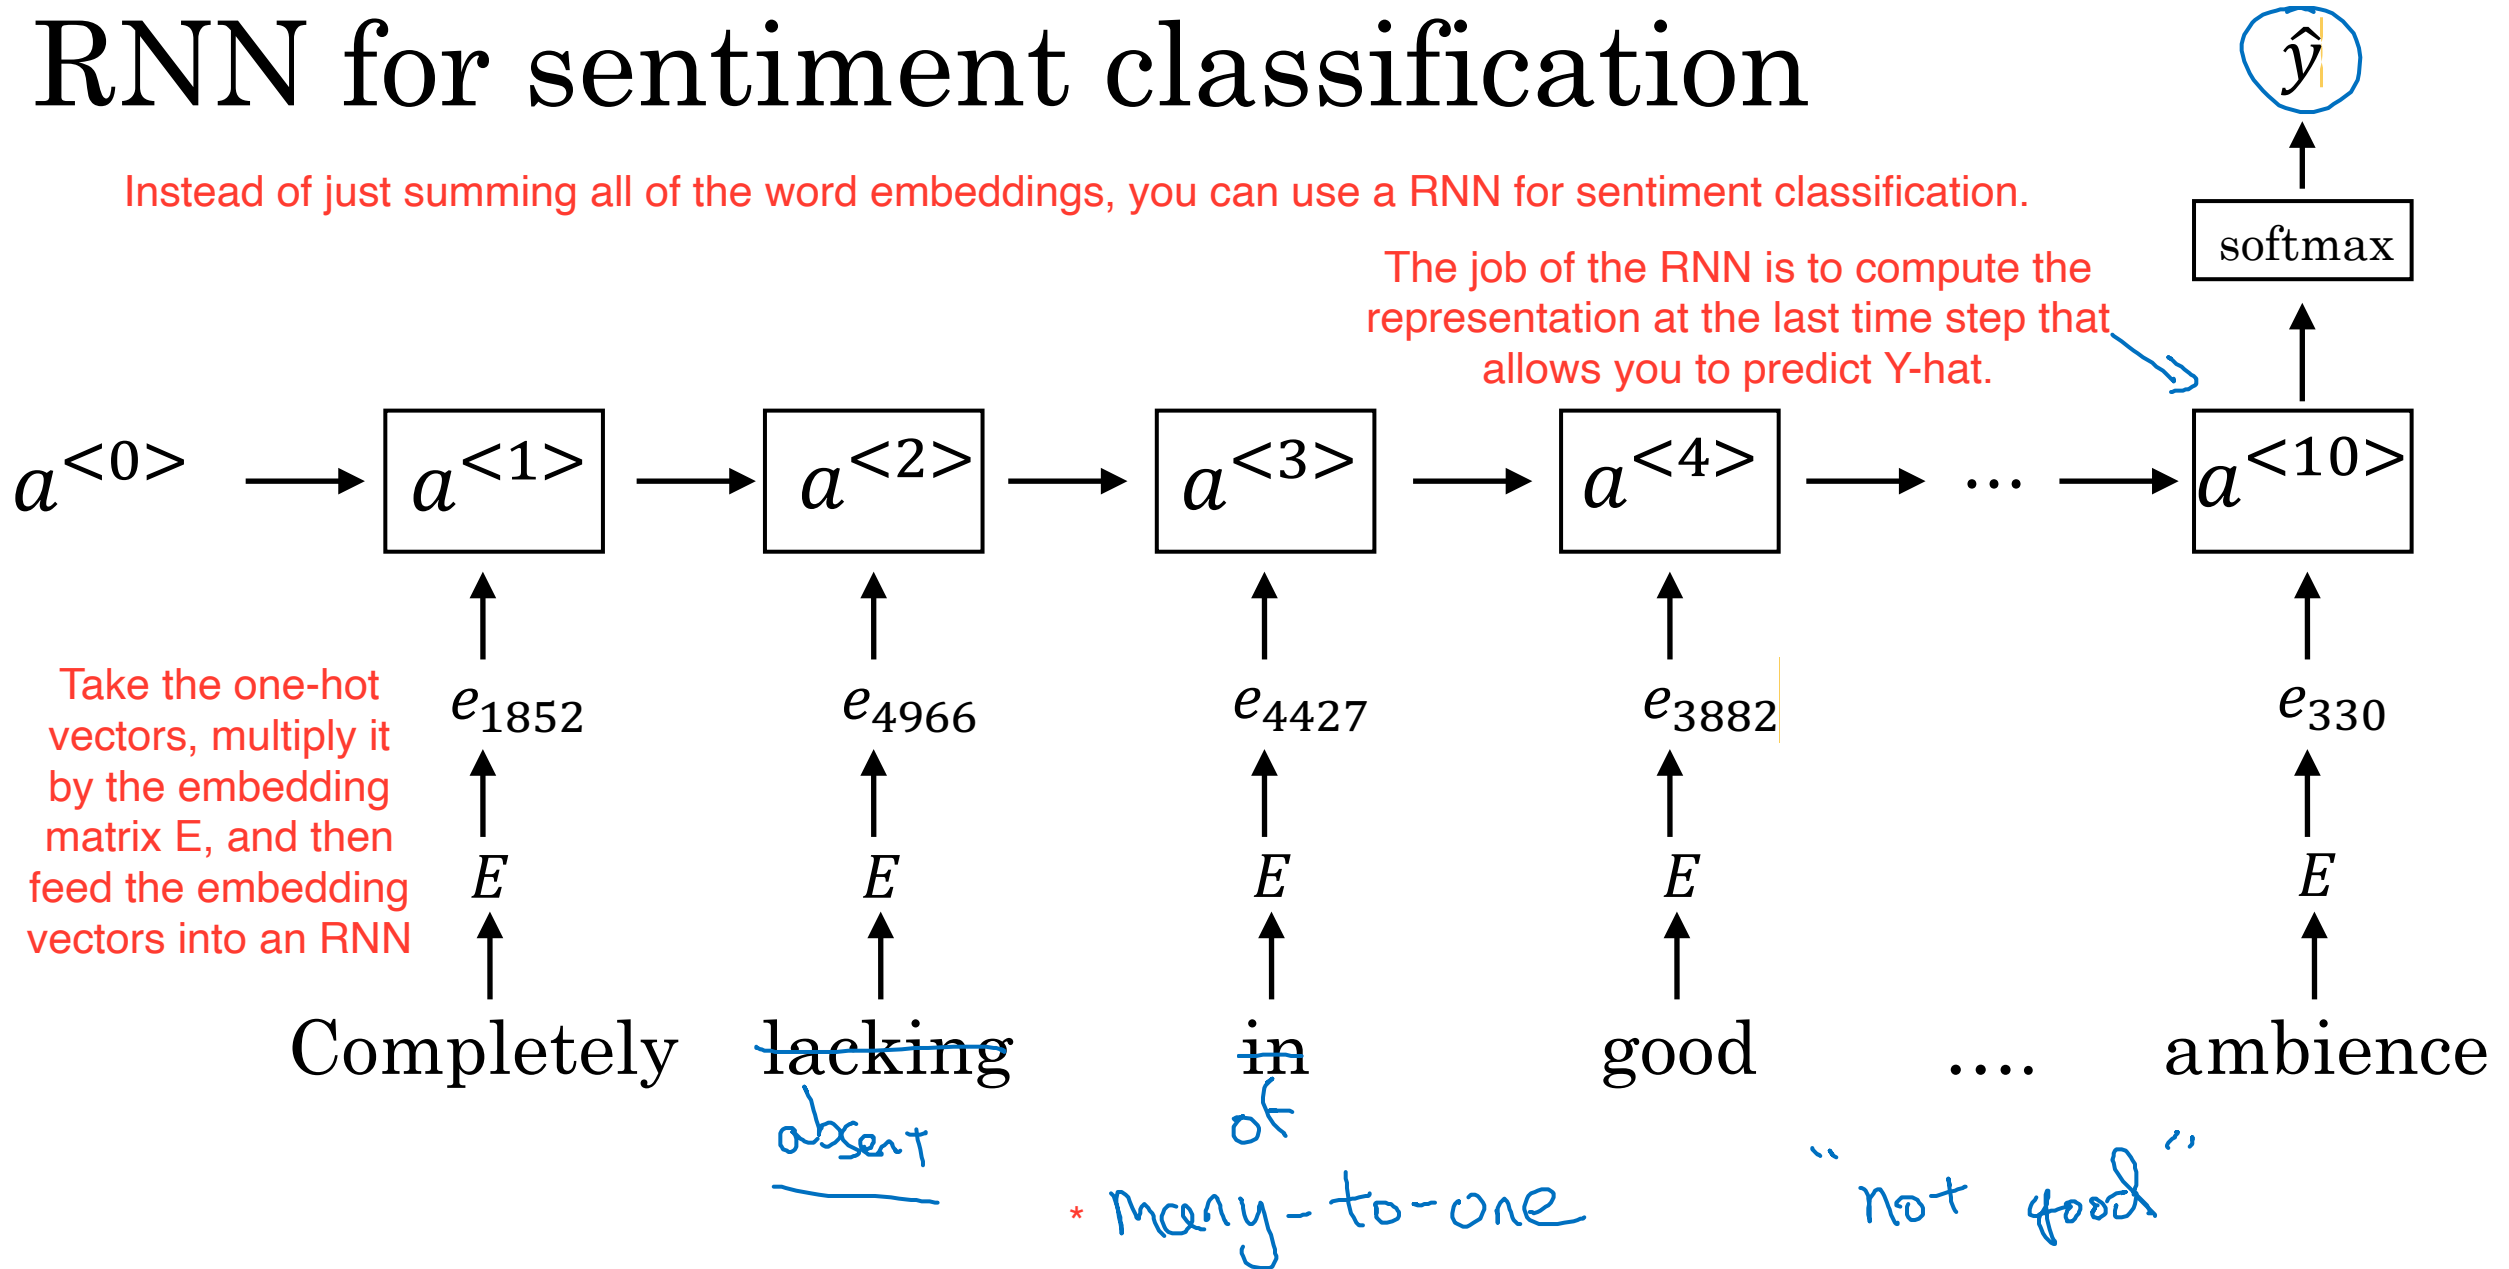 RNN for sentiment classification
ŷ
Instead of just summing all of the word embeddings, you can use a RNN for sentiment classification.
softmax
The job of the RNN is to compute the
representation at the last time step that
allows you to predict Y-hat.
a<0> a<1> a<2> a<3> a<4> ... a<10>
Take the one-hot
vectors, multiply it
by the embedding
matrix E, and then
feed the embedding
vectors into an RNN
e1852 e4966 e4427 e3882 e330
E E E E E
Completely lacking in good .... ambience
absent of
* many-to-one "not good"